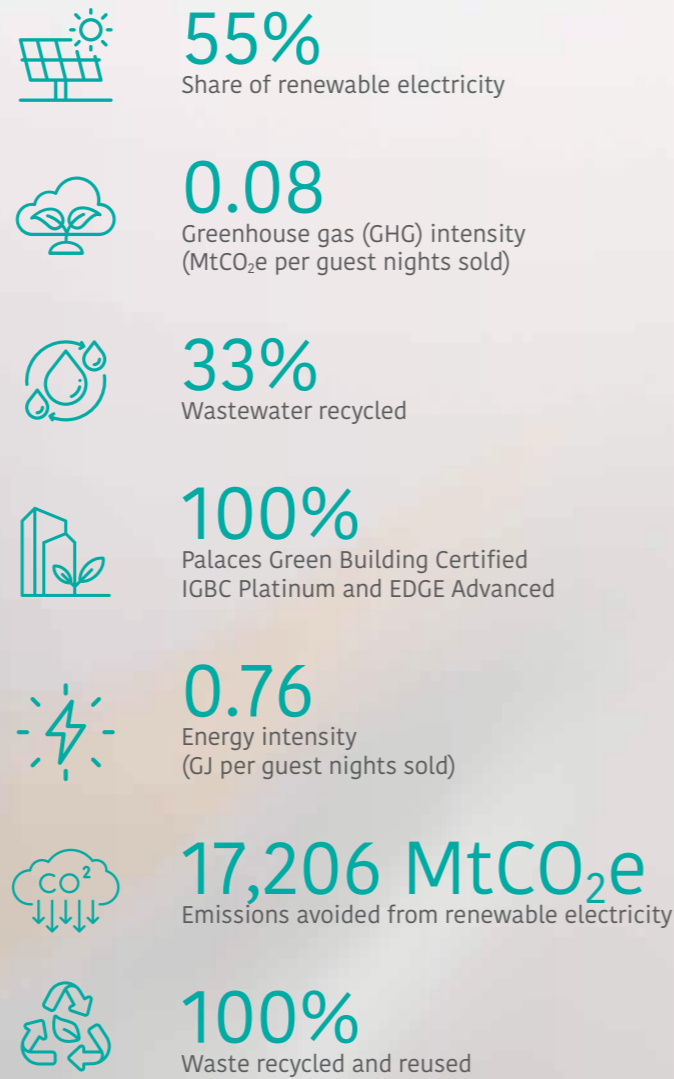 55%
Share of renewable electricity
0.08
Greenhouse gas (GHG) intensity
(MtCO₂e per guest nights sold)
33%
Wastewater recycled
100%
Palaces Green Building Certified
IGBC Platinum and EDGE Advanced
0.76
Energy intensity
(GJ per guest nights sold)
CO²
17,206 MtCO₂e
Emissions avoided from renewable electricity
100%
Waste recycled and reused